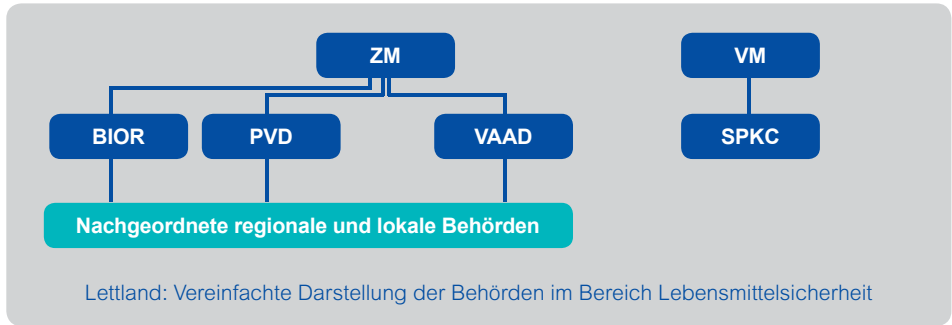 ZM
VM
BIOR
PVD
VAAD
SPKC
Nachgeordnete regionale und lokale Behörden
Lettland: Vereinfachte Darstellung der Behörden im Bereich Lebensmittelsicherheit